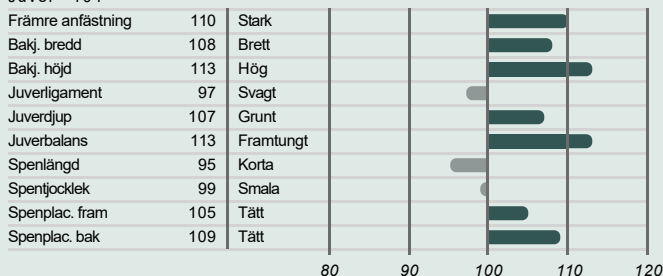 Främre anfästning 110 Stark
Bakj. bredd 108 Brett
Bakj. höjd 113 Hög
Juverligament 97 Svagt
Juverdjup 107 Grunt
Juverbalans 113 Framtungt
Spenlängd 95 Korta
Spentjocklek 99 Smala
Spenplac. fram 105 Tätt
Spenplac. bak 109 Tätt
80 90 100 110 120